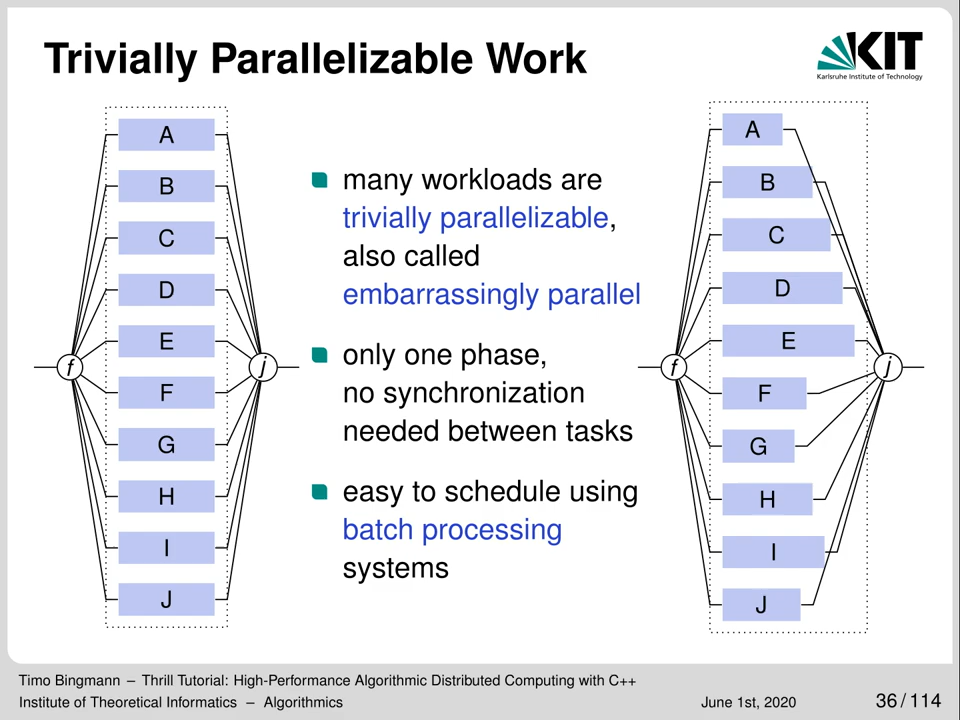 Trivially Parallelizable Work
KIT
Karlsruhe Institute of Technology
A
B
C
D
E
F
G
H
I
J
f
j
many workloads are
trivially parallelizable,
also called
embarrassingly parallel
only one phase,
no synchronization
needed between tasks
easy to schedule using
batch processing
systems
A
B
C
D
E
F
G
H
I
J
f
j
Timo Bingmann – Thrill Tutorial: High-Performance Algorithmic Distributed Computing with C++
Institute of Theoretical Informatics – Algorithmics
June 1st, 2020
36 / 114